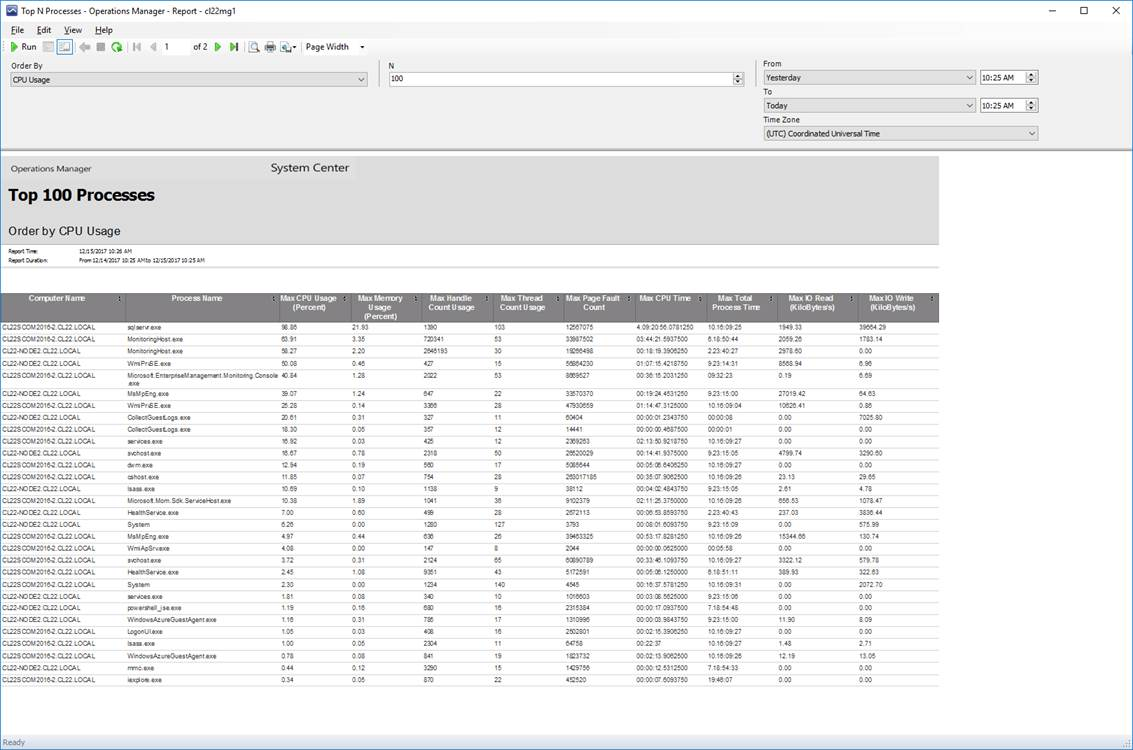 Top N Processes - Operations Manager - Report - cl22mg1
File Edit View Help
Run 1 of 2 Page Width
Order By
CPU Usage
N
100
From
Yesterday 10:25 AM
To
Today 10:25 AM
Time Zone
(UTC) Coordinated Universal Time
Operations Manager System Center
Top 100 Processes
Order by CPU Usage
Report Time: 12/15/2017 10:26 AM
Report Duration: From 12/14/2017 10:25 AM to 12/15/2017 10:25 AM
Computer Name Process Name Max CPU Usage (Percent) Max Memory Usage (Percent) Max Handle Count Usage Max Thread Count Usage Max Page Fault Count Max CPU Time Max Total Process Time Max IO Read (KiloBytes/s) Max IO Write (KiloBytes/s)
CL22SCOM2016-2.CL22.LOCAL sqlservr.exe 98.86 21.93 1390 103 12567075 4.09:20:56.0781250 10.16:09:25 1949.33 39664.29
CL22SCOM2016-2.CL22.LOCAL MonitoringHost.exe 63.91 3.35 720341 53 33987502 03:44:21.5937500 6.18:50:44 2059.26 1783.14
CL22-NODE2.CL22.LOCAL MonitoringHost.exe 58.27 2.20 2646193 30 19266498 00:18:19.3906250 2.23:40:27 2978.60 0.00
CL22-NODE2.CL22.LOCAL WmiPrvSE.exe 50.08 0.46 427 15 56864230 01:07:15.4218750 9.23:14:31 8568.94 6.96
CL22SCOM2016-2.CL22.LOCAL Microsoft.EnterpriseManagement.Monitoring.Console.exe 40.84 1.28 2022 53 8669527 00:36:15.2031250 09:32:23 0.19 6.69
CL22-NODE2.CL22.LOCAL MsMpEng.exe 39.07 1.24 647 22 33570370 00:19:24.4531250 9.23:15:00 27019.42 64.63
CL22SCOM2016-2.CL22.LOCAL WmiPrvSE.exe 25.28 0.14 3366 28 47930659 01:14:47.3125000 10.16:09:04 10626.41 0.86
CL22-NODE2.CL22.LOCAL CollectGuestLogs.exe 20.61 0.31 327 11 60404 00:00:01.2343750 00:00:08 0.00 7025.80
CL22SCOM2016-2.CL22.LOCAL CollectGuestLogs.exe 18.30 0.05 357 12 14441 00:00:00.4687500 00:00:01 0.00 0.00
CL22SCOM2016-2.CL22.LOCAL services.exe 16.92 0.03 425 12 2369263 02:13:50.9218750 10.16:09:27 0.00 0.00
CL22-NODE2.CL22.LOCAL svchost.exe 16.67 0.78 2318 50 26520029 00:14:41.9375000 9.23:15:05 4799.74 3290.60
CL22SCOM2016-2.CL22.LOCAL dwm.exe 12.94 0.19 560 17 5085644 00:05:06.6406250 10.16:09:27 0.00 0.00
CL22SCOM2016-2.CL22.LOCAL cshost.exe 11.85 0.07 754 28 263017185 00:35:07.9062500 10.16:09:26 23.13 29.65
CL22-NODE2.CL22.LOCAL lsass.exe 10.69 0.10 1138 9 38112 00:04:02.4843750 9.23:15:05 2.61 4.78
CL22SCOM2016-2.CL22.LOCAL Microsoft.Mom.Sdk.ServiceHost.exe 10.38 1.89 1041 36 9102379 02:11:25.3750000 10.16:09:26 656.53 1078.47
CL22-NODE2.CL22.LOCAL HealthService.exe 7.00 0.60 499 28 2672113 00:06:53.8593750 2.23:40:43 237.03 3836.44
CL22-NODE2.CL22.LOCAL System 6.26 0.00 1280 127 3793 00:08:01.6093750 9.23:15:09 0.00 575.99
CL22SCOM2016-2.CL22.LOCAL MsMpEng.exe 4.97 0.44 636 26 39463325 00:53:17.8281250 10.16:09:26 15344.66 130.74
CL22-NODE2.CL22.LOCAL WmiApSrv.exe 4.08 0.00 147 8 2044 00:00:00.0625000 00:05:58 0.00 0.00
CL22SCOM2016-2.CL22.LOCAL svchost.exe 3.72 0.31 2124 65 60890789 00:33:46.1093750 10.16:09:27 3322.12 579.78
CL22SCOM2016-2.CL22.LOCAL HealthService.exe 2.45 1.08 9351 43 5172591 00:05:06.1250000 6.18:51:11 389.93 322.63
CL22SCOM2016-2.CL22.LOCAL System 2.30 0.00 1234 140 4545 00:16:37.5781250 10.16:09:31 0.00 2072.70
CL22-NODE2.CL22.LOCAL services.exe 1.81 0.08 340 10 1016603 00:03:08.5625000 9.23:15:06 0.00 0.00
CL22-NODE2.CL22.LOCAL powershell_ise.exe 1.19 0.16 680 16 2315384 00:00:17.0937500 7.18:54:48 0.00 0.00
CL22-NODE2.CL22.LOCAL WindowsAzureGuestAgent.exe 1.16 0.31 785 17 1310996 00:00:03.9843750 9.23:15:00 11.90 8.09
CL22SCOM2016-2.CL22.LOCAL LogonUI.exe 1.05 0.03 408 16 2502801 00:02:15.3906250 10.16:09:27 0.00 0.00
CL22SCOM2016-2.CL22.LOCAL lsass.exe 1.00 0.05 2304 11 64758 00:22:37 10.16:09:27 1.48 2.71
CL22SCOM2016-2.CL22.LOCAL WindowsAzureGuestAgent.exe 0.78 0.08 841 19 1823732 00:02:13.9062500 10.16:09:26 12.19 13.05
CL22-NODE2.CL22.LOCAL mmc.exe 0.44 0.12 3290 15 1429756 00:00:12.5312500 7.18:54:33 0.00 0.00
CL22SCOM2016-2.CL22.LOCAL iexplore.exe 0.34 0.05 870 22 452520 00:00:07.6093750 19:46:07 0.00 0.00
Ready